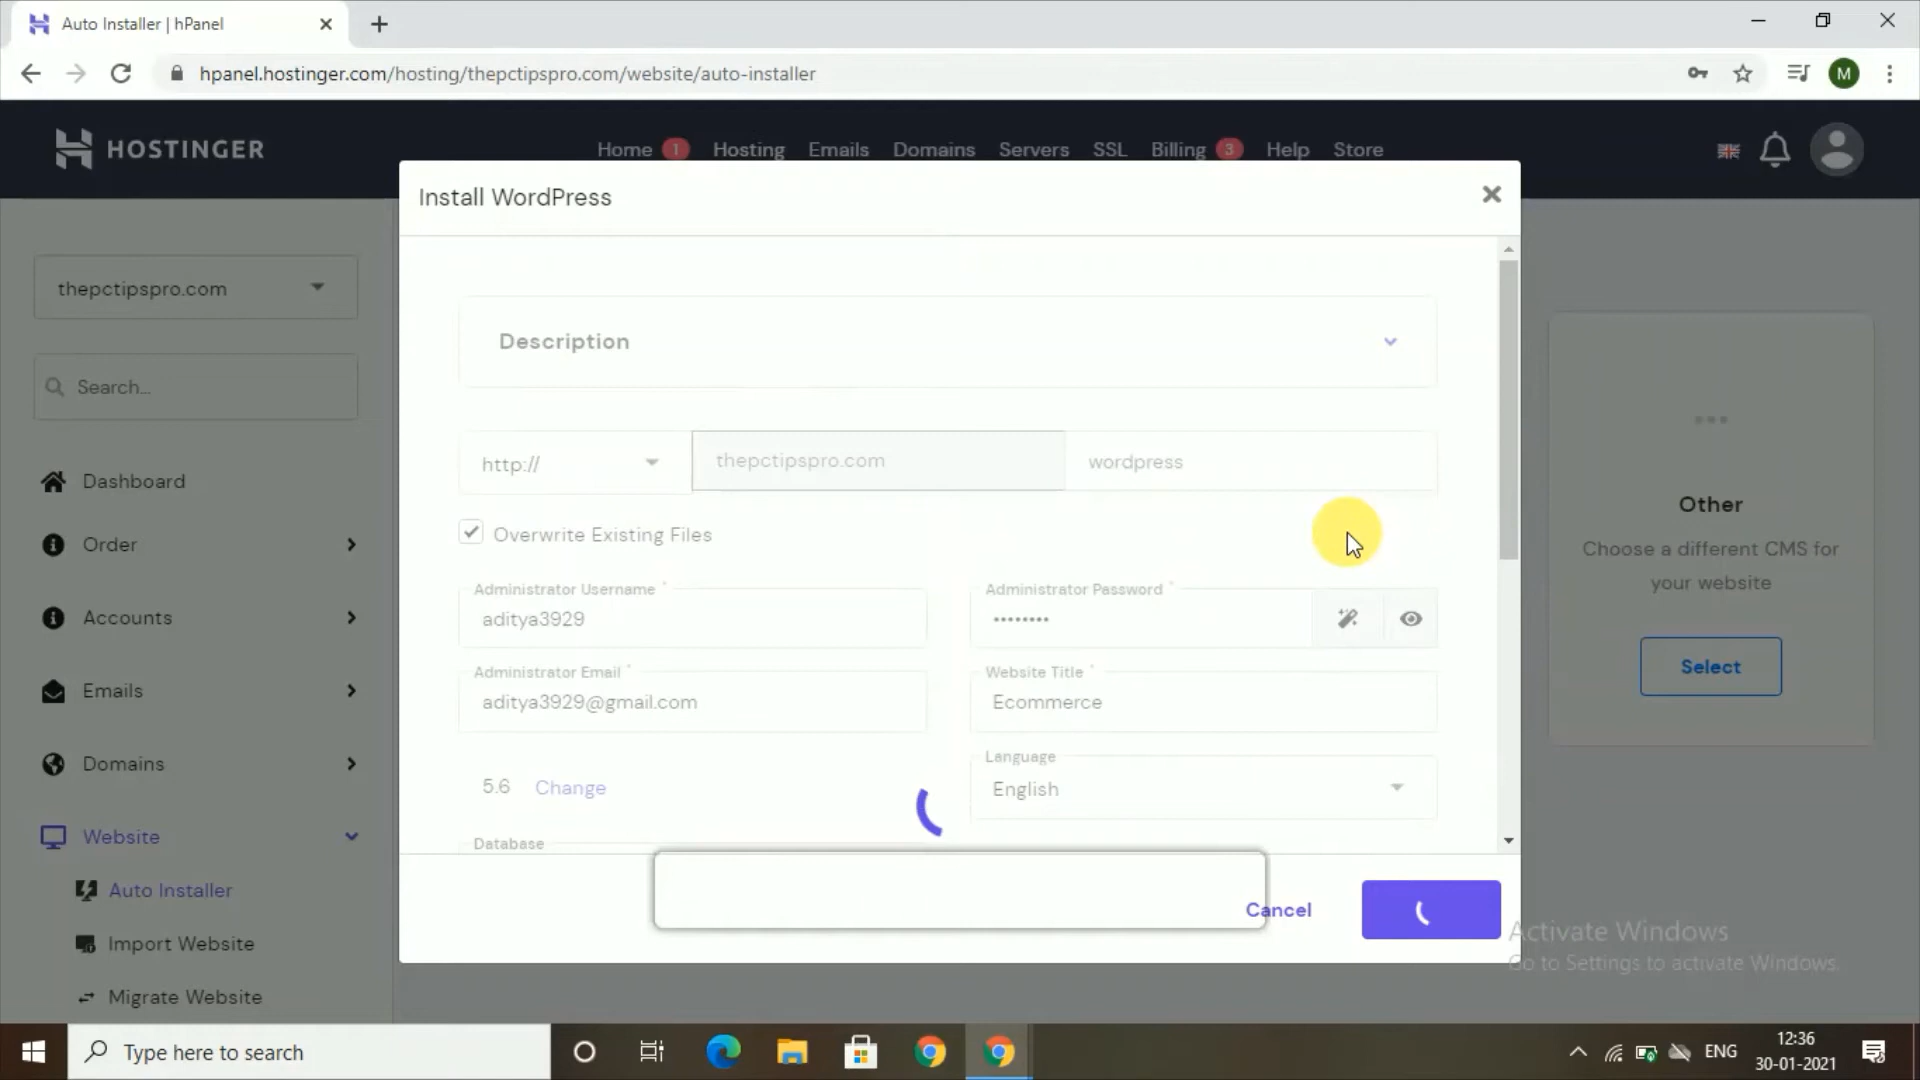 Auto Installer | hPanel
hpanel.hostinger.com/hosting/thepctipspro.com/website/auto-installer
M
HOSTINGER
Home 1 Hosting Emails Domains Servers SSL Billing 3 Help Store
Install WordPress
thepctipspro.com
Search...
Dashboard
Order
Accounts
Emails
Domains
Website
Auto Installer
Import Website
Migrate Website
Description
http://
thepctipspro.com
wordpress
Overwrite Existing Files
Administrator Username *
aditya3929
Administrator Password *
••••••••
Administrator Email *
aditya3929@gmail.com
Website Title *
Ecommerce
5.6 Change
Language
English
Database
Cancel
...
Other
Choose a different CMS for
your website
Select
Activate Windows
Go to Settings to activate Windows.
Type here to search
ENG
12:36
30-01-2021